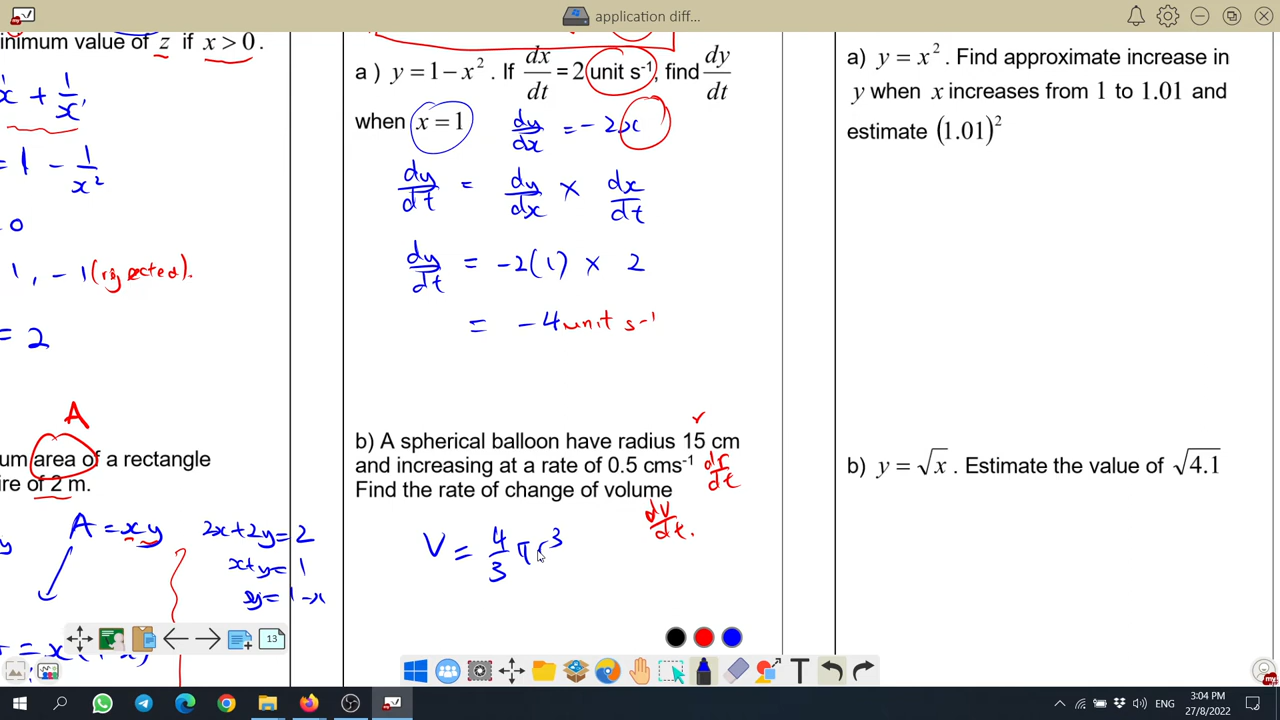 application diff...
inimum value of z if x > 0.
x + 1/x,
= 1 - 1/x²
0
1, -1 (rejected).
= 2
A
um area of a rectangle
ire of 2 m.
A = xy
2x+2y = 2
x+y = 1
y = 1-x
a ) y = 1 - x². If dx/dt = 2 unit s⁻¹, find dy/dt
when x = 1
dy/dx = -2x
dy/dt = dy/dx × dx/dt
dy/dt = -2(1) × 2
= -4 unit s⁻¹
r
b) A spherical balloon have radius 15 cm
and increasing at a rate of 0.5 cms⁻¹ dr/dt
Find the rate of change of volume
dV/dt.
V = 4/3 πr³
a) y = x². Find approximate increase in
y when x increases from 1 to 1.01 and
estimate (1.01)²
b) y = √x. Estimate the value of √4.1
13
T
ENG
3:04 PM
27/8/2022